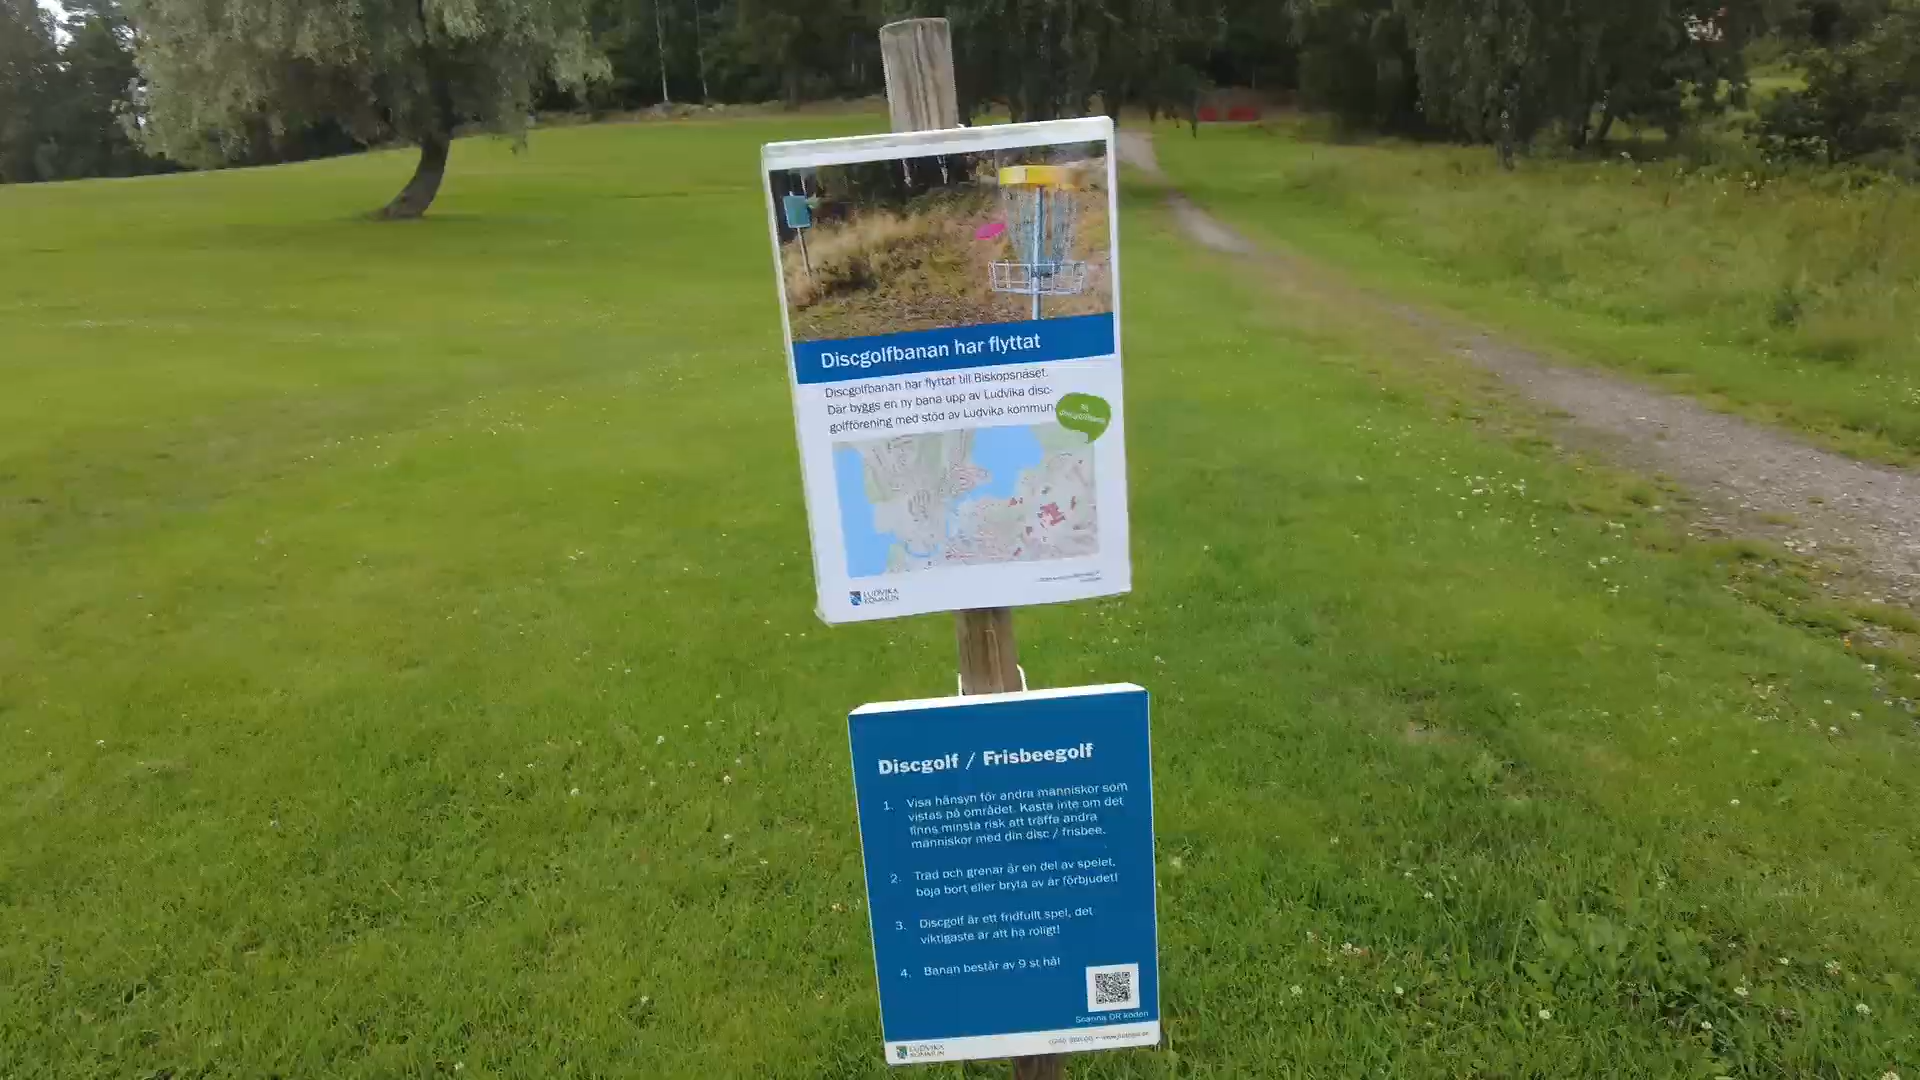 Discgolfbanan har flyttat
Discgolfbanan har flyttat till Biskopsnäset.
Där byggs en ny bana upp av Ludvika disc-
golfförening med stöd av Ludvika kommun.
LUDVIKA
KOMMUN
Discgolf / Frisbeegolf
1. Visa hänsyn för andra människor som
vistas på området. Kasta inte om det
finns minsta risk att träffa andra
människor med din disc / frisbee.
2. Träd och grenar är en del av spelet,
böja bort eller bryta av är förbjudet!
3. Discgolf är ett fridfullt spel, det
viktigaste är att ha roligt!
4. Banan består av 9 st hål
Scanna QR koden
LUDVIKA
KOMMUN